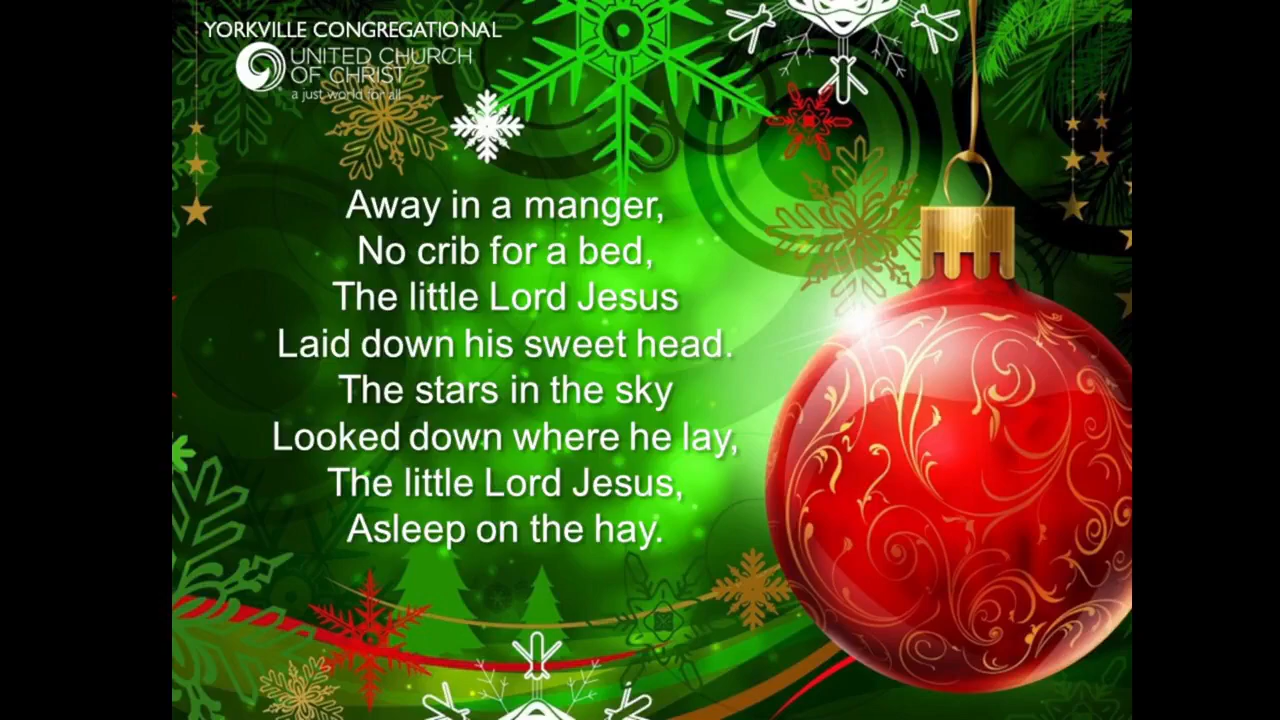 YORKVILLE CONGREGATIONAL
UNITED CHURCH
OF CHRIST
a just world for all
Away in a manger,
No crib for a bed,
The little Lord Jesus
Laid down his sweet head.
The stars in the sky
Looked down where he lay,
The little Lord Jesus,
Asleep on the hay.